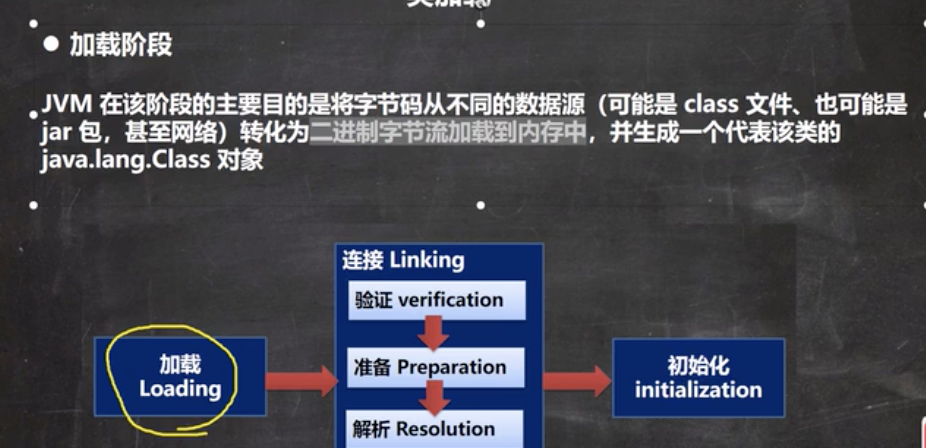 ● 加载阶段
JVM 在该阶段的主要目的是将字节码从不同的数据源（可能是 class 文件、也可能是
jar 包，甚至网络）转化为二进制字节流加载到内存中，并生成一个代表该类的
java.lang.Class 对象
连接 Linking
验证 verification
准备 Preparation
解析 Resolution
加载
Loading
初始化
initialization